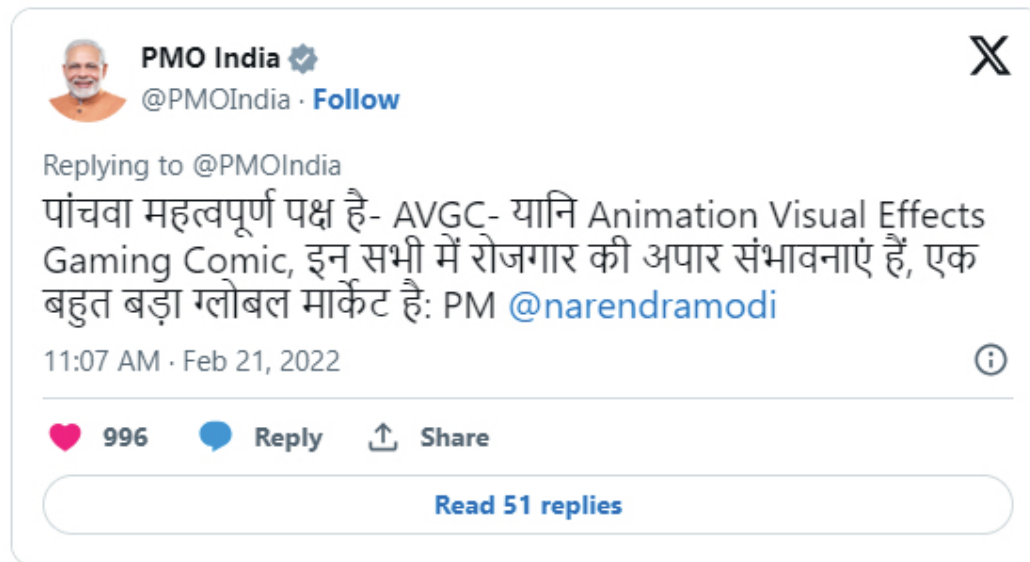 PMO India
@PMOIndia · Follow
Replying to @PMOIndia
पांचवा महत्वपूर्ण पक्ष है- AVGC- यानि Animation Visual Effects
Gaming Comic, इन सभी में रोजगार की अपार संभावनाएं हैं, एक
बहुत बड़ा ग्लोबल मार्केट है: PM @narendramodi
11:07 AM · Feb 21, 2022
996 Reply Share
Read 51 replies